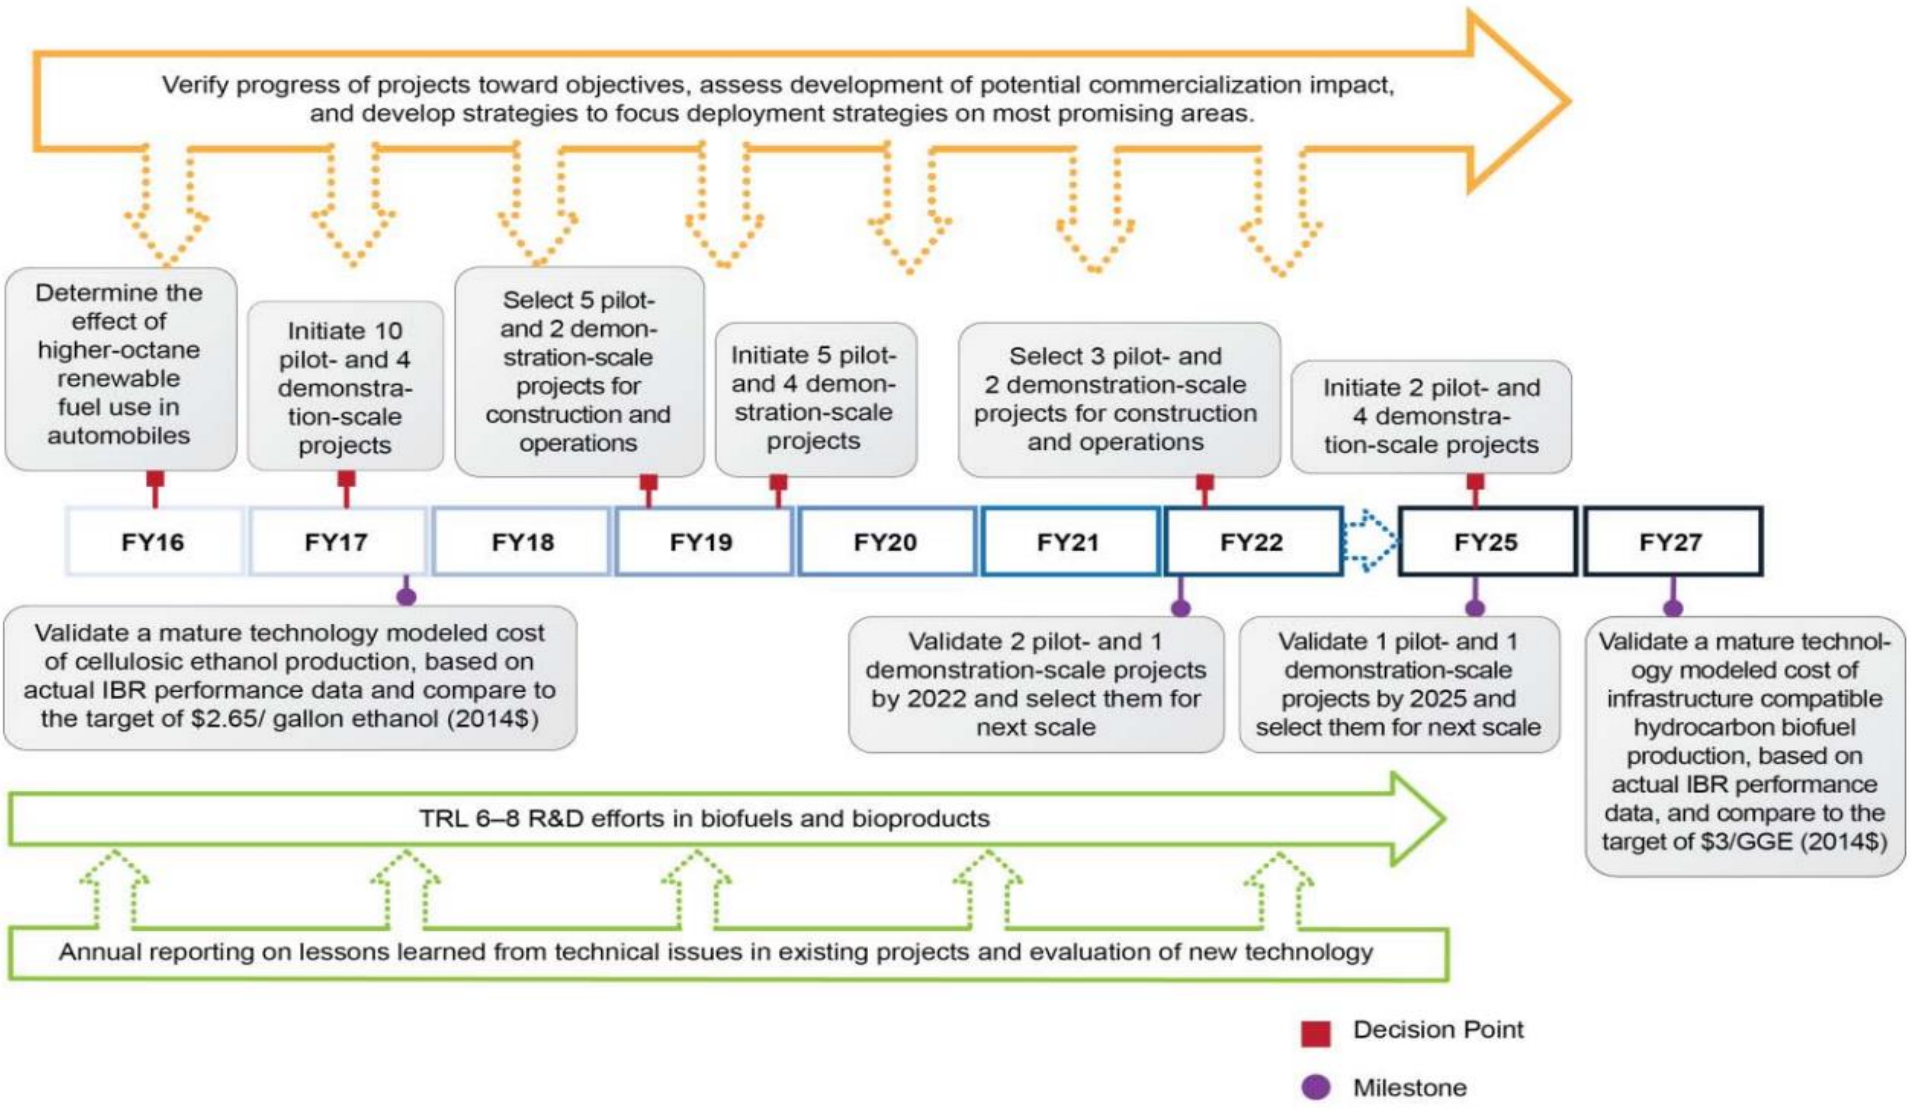 Verify progress of projects toward objectives, assess development of potential commercialization impact,
and develop strategies to focus deployment strategies on most promising areas.
Determine the
effect of
higher-octane
renewable
fuel use in
automobiles
Initiate 10
pilot- and 4
demonstra-
tion-scale
projects
Select 5 pilot-
and 2 demon-
stration-scale
projects for
construction and
operations
Initiate 5 pilot-
and 4 demon-
stration-scale
projects
Select 3 pilot- and
2 demonstration-scale
projects for construction
and operations
Initiate 2 pilot- and
4 demonstra-
tion-scale projects
FY16
FY17
FY18
FY19
FY20
FY21
FY22
FY25
FY27
Validate a mature technology modeled cost
of cellulosic ethanol production, based on
actual IBR performance data and compare to
the target of $2.65/ gallon ethanol (2014$)
Validate 2 pilot- and 1
demonstration-scale projects
by 2022 and select them for
next scale
Validate 1 pilot- and 1
demonstration-scale
projects by 2025 and
select them for next scale
Validate a mature technol-
ogy modeled cost of
infrastructure compatible
hydrocarbon biofuel
production, based on
actual IBR performance
data, and compare to the
target of $3/GGE (2014$)
TRL 6–8 R&D efforts in biofuels and bioproducts
Annual reporting on lessons learned from technical issues in existing projects and evaluation of new technology
Decision Point
Milestone